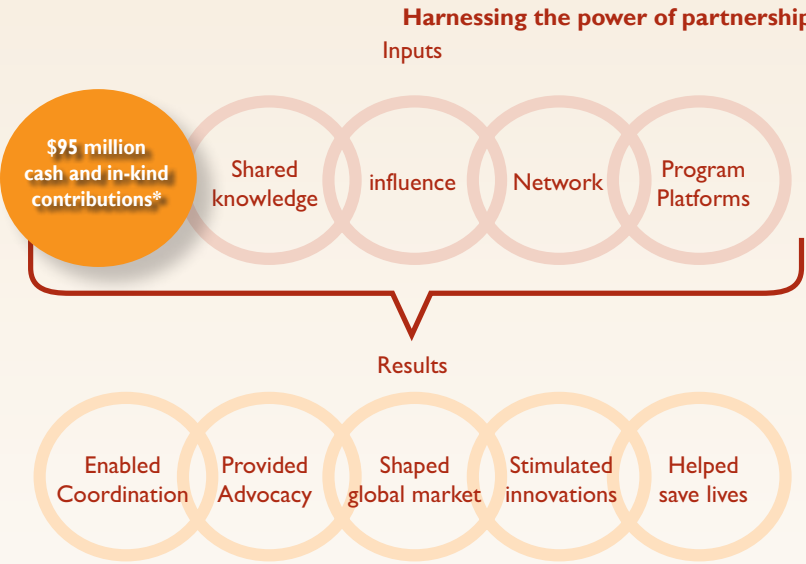 Harnessing the power of partnership
Inputs
$95 million
cash and in-kind
contributions*
Shared
knowledge
influence
Network
Program
Platforms
Results
Enabled
Coordination
Provided
Advocacy
Shaped
global market
Stimulated
innovations
Helped
save lives